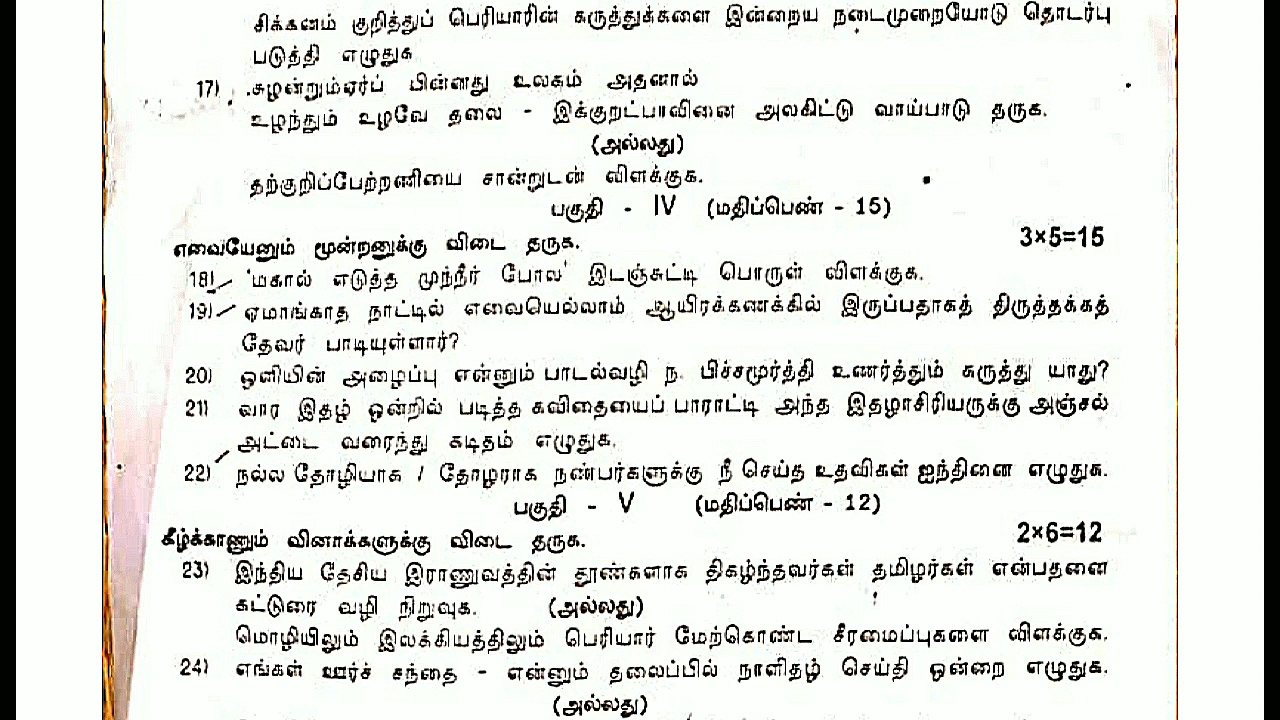 சிக்கனம் குறித்துப் பெரியாரின் கருத்துக்களை இன்றைய நடைமுறையோடு தொடர்பு
படுத்தி எழுதுக
17) சுழன்றும்ஏர்ப் பின்னது உலகம் அதனால்
உழந்தும் உழவே தலை - இக்குறட்பாவினை அலகிட்டு வாய்பாடு தருக.
(அல்லது)
தற்குறிப்பேற்றணியை சான்றுடன் விளக்குக.
பகுதி - IV (மதிப்பெண் - 15)
எவையேனும் மூன்றனுக்கு விடை தருக. 3×5=15
18) 'மகால் எடுத்த முந்நீர் போல' இடஞ்சுட்டி பொருள் விளக்குக.
19) ஏமாங்காத நாட்டில் எவையெல்லாம் ஆயிரக்கணக்கில் இருப்பதாகத் திருத்தக்கத்
தேவர் பாடியுள்ளார்?
20) ஒளியின் அழைப்பு என்னும் பாடல்வழி ந. பிச்சமூர்த்தி உணர்த்தும் கருத்து யாது?
21) வார இதழ் ஒன்றில் படித்த கவிதையைப் பாராட்டி அந்த இதழாசிரியருக்கு அஞ்சல்
அட்டை வரைந்து கடிதம் எழுதுக.
22) நல்ல தோழியாக / தோழராக நண்பர்களுக்கு நீ செய்த உதவிகள் ஐந்தினை எழுதுக.
பகுதி - V (மதிப்பெண் - 12)
கீழ்க்காணும் வினாக்களுக்கு விடை தருக. 2×6=12
23) இந்திய தேசிய இராணுவத்தின் தூண்களாக திகழ்ந்தவர்கள் தமிழர்கள் என்பதனை
கட்டுரை வழி நிறுவுக. (அல்லது)
மொழியிலும் இலக்கியத்திலும் பெரியார் மேற்கொண்ட சீரமைப்புகளை விளக்குக.
24) எங்கள் ஊர்ச் சந்தை - என்னும் தலைப்பில் நாளிதழ் செய்தி ஒன்றை எழுதுக.
(அல்லது)